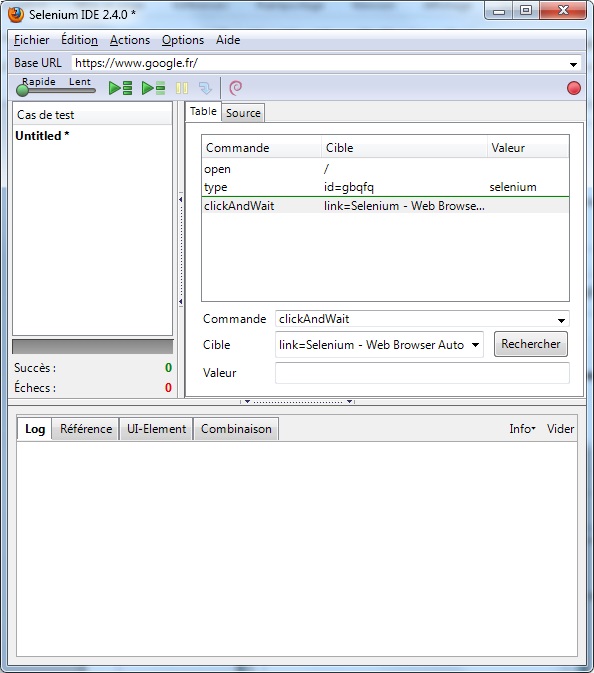 Selenium IDE 2.4.0 *
Fichier Édition Actions Options Aide
Base URL https://www.google.fr/
Rapide Lent
Cas de test
Untitled *
Table Source
Commande Cible Valeur
open /
type id=gbqfq selenium
clickAndWait link=Selenium - Web Browse...
Commande clickAndWait
Cible link=Selenium - Web Browser Auto Rechercher
Valeur
Succès : 0
Échecs : 0
Log Référence UI-Element Combinaison Info Vider